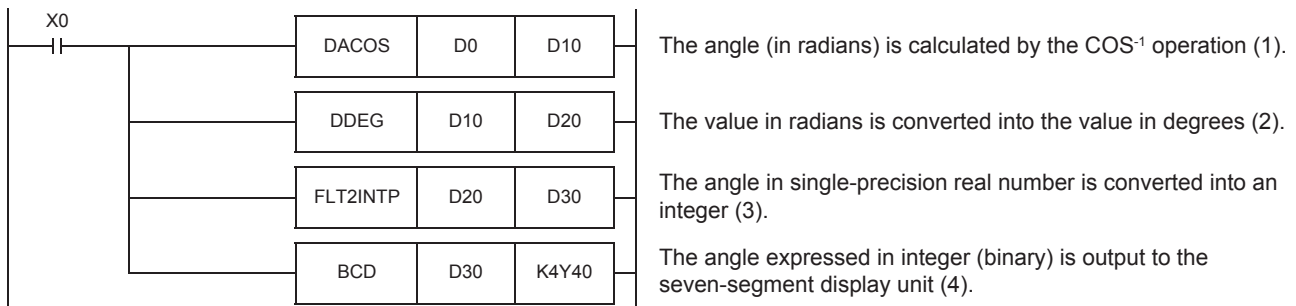 X0
DACOS D0 D10
The angle (in radians) is calculated by the COS-1 operation (1).
DDEG D10 D20
The value in radians is converted into the value in degrees (2).
FLT2INTP D20 D30
The angle in single-precision real number is converted into an
integer (3).
BCD D30 K4Y40
The angle expressed in integer (binary) is output to the
seven-segment display unit (4).